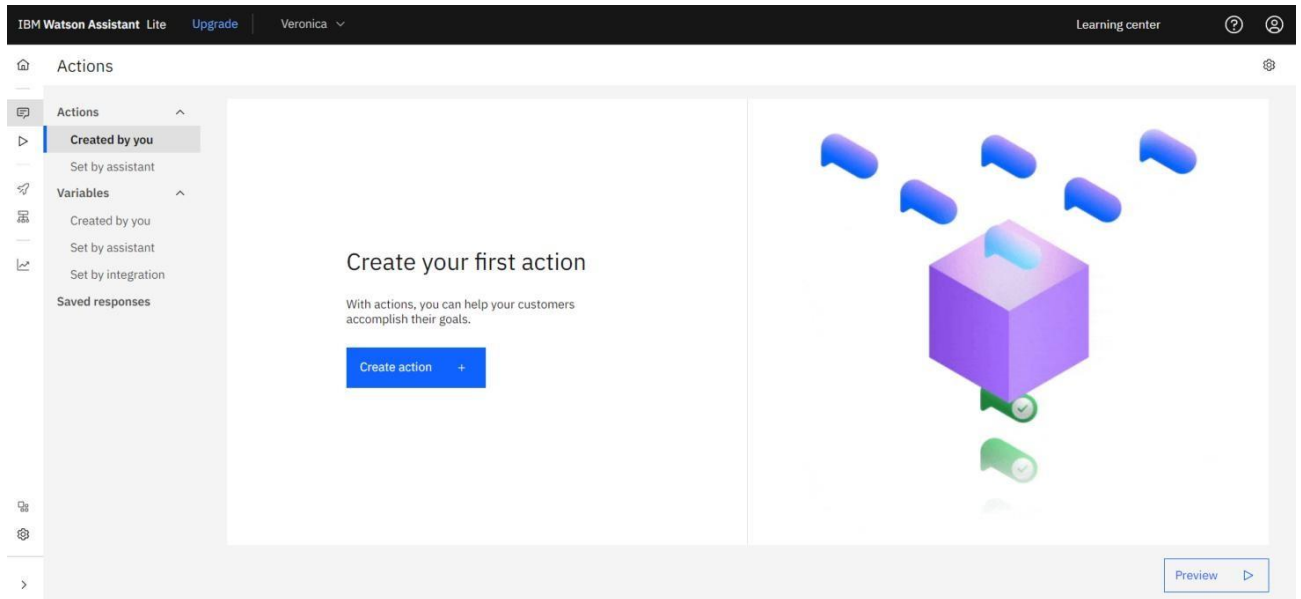 IBM Watson Assistant Lite Upgrade Veronica Learning center
Actions
Actions
Created by you
Set by assistant
Variables
Created by you
Set by assistant
Set by integration
Saved responses
Create your first action
With actions, you can help your customers
accomplish their goals.
Create action +
Preview